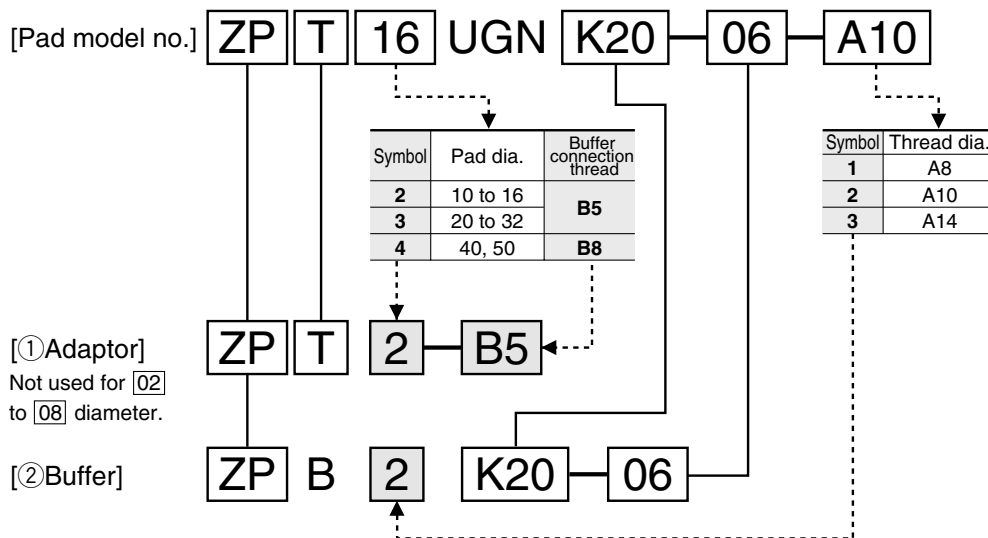 [Pad model no.] ZP T 16 UGN K20 — 06 — A10
Symbol Pad dia. Buffer connection thread
2 10 to 16 B5
3 20 to 32
4 40, 50 B8
Symbol Thread dia.
1 A8
2 A10
3 A14
[①Adaptor] ZP T 2 — B5
Not used for 02
to 08 diameter.
[②Buffer] ZP B 2 K20 — 06